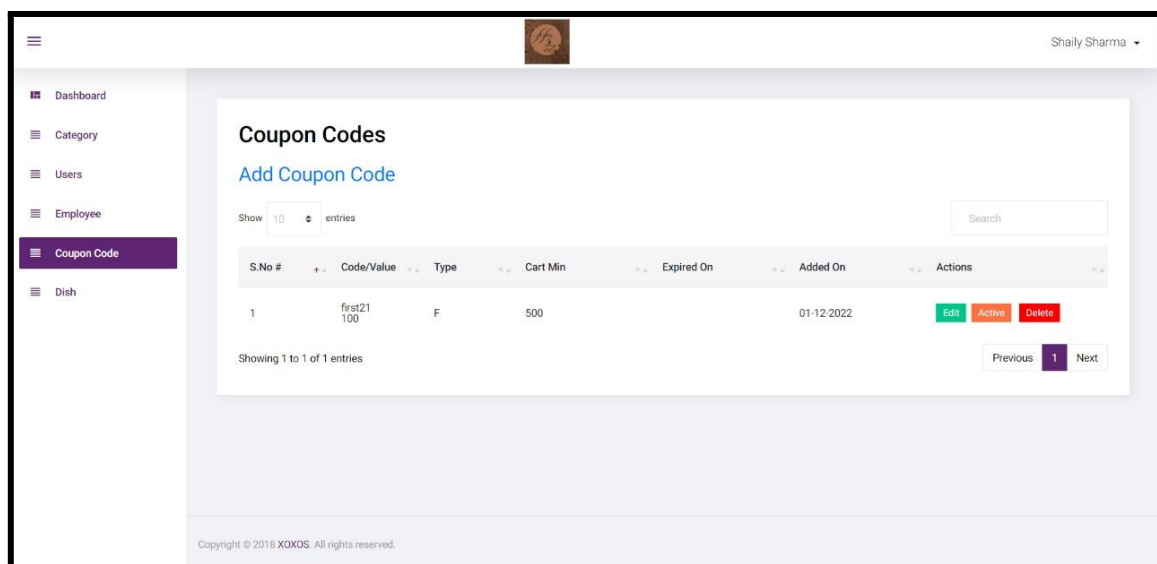 Shaily Sharma
Dashboard
Category
Users
Employee
Coupon Code
Dish
Coupon Codes
Add Coupon Code
Show 10 entries
Search
S.No # Code/Value Type Cart Min Expired On Added On Actions
1 first21 100 F 500 01-12-2022 Edit Active Delete
Showing 1 to 1 of 1 entries
Previous 1 Next
Copyright © 2018 XOXOS. All rights reserved.